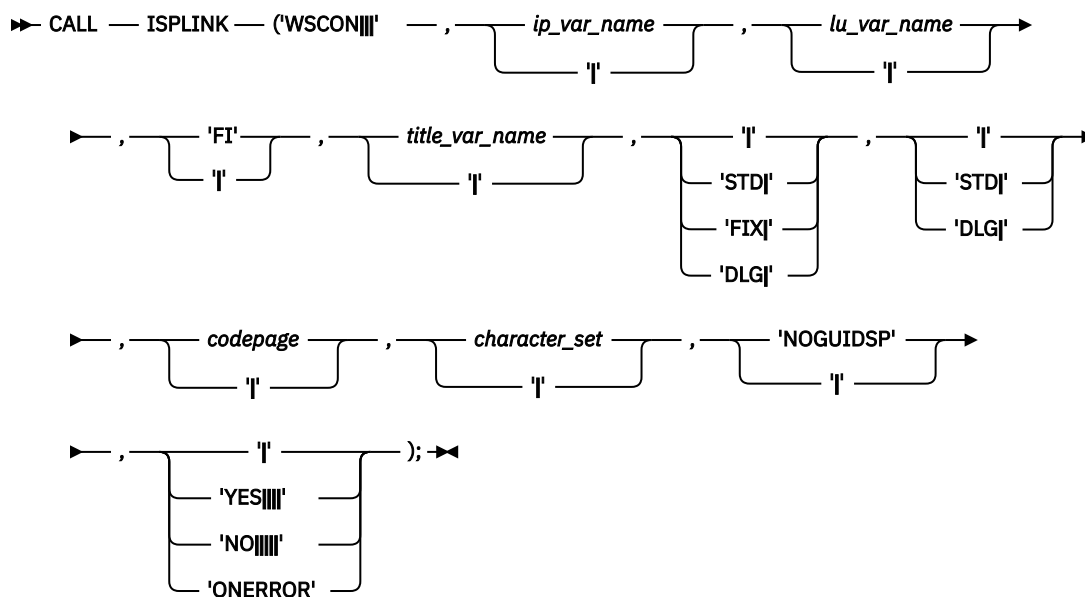 CALL ISPLINK ('WSCON|||' , ip_var_name , lu_var_name
'|' '|'
, 'FI' , title_var_name , '|' , '|'
'|' '|' 'STD|' 'STD|'
'FIX|' 'DLG|'
'DLG|'
, codepage , character_set , 'NOGUIDSP'
'|' '|' '|'
, '|' );
'YES||||'
'NO|||||'
'ONERROR'